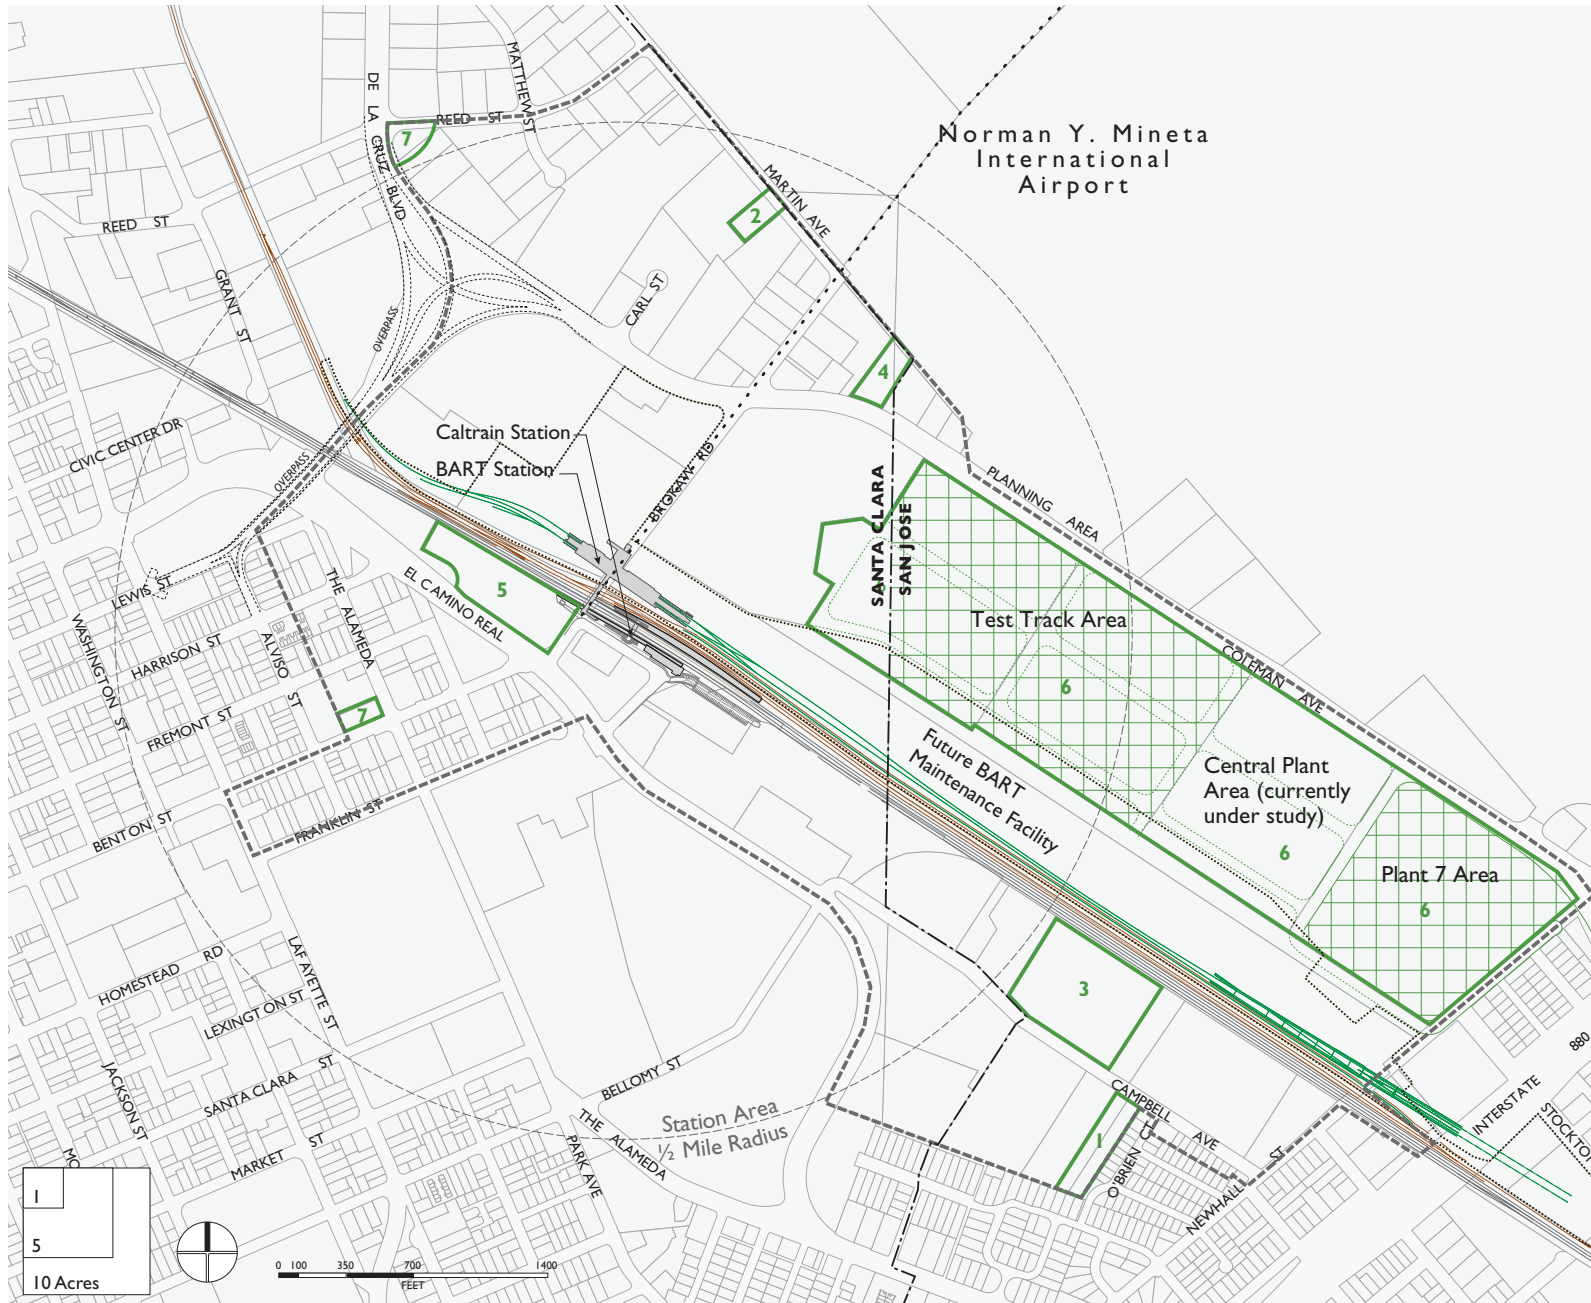 DE LA CRUZ BLVD
MATTHEW ST
REED ST
7
Norman Y. Mineta
International
Airport
MARTIN AVE
2
REED ST
GRANT ST
OVERPASS
CARL ST
4
CIVIC CENTER DR
OVERPASS
Caltrain Station
BART Station
BROKAW RD
SANTA CLARA
SAN JOSE
PLANNING AREA
LEWIS ST
THE ALAMEDA
EL CAMINO REAL
5
Test Track Area
6
COLEMAN AVE
WASHINGTON ST
HARRISON ST
ALVISO ST
FREMONT ST
7
Future BART
Maintenance Facility
Central Plant
Area (currently
under study)
6
Plant 7 Area
6
BENTON ST
FRANKLIN ST
HOMESTEAD RD
LAFAYETTE ST
LEXINGTON ST
3
880
INTERSTATE
STOCKTON
JACKSON ST
SANTA CLARA ST
BELLOMY ST
Station Area
½ Mile Radius
THE ALAMEDA
PARK AVE
CAMPBELL AVE
1
O'BRIEN CT
NEWHALL ST
MARKET ST
MO
1
5
10 Acres
0 100 350 700 1400
FEET